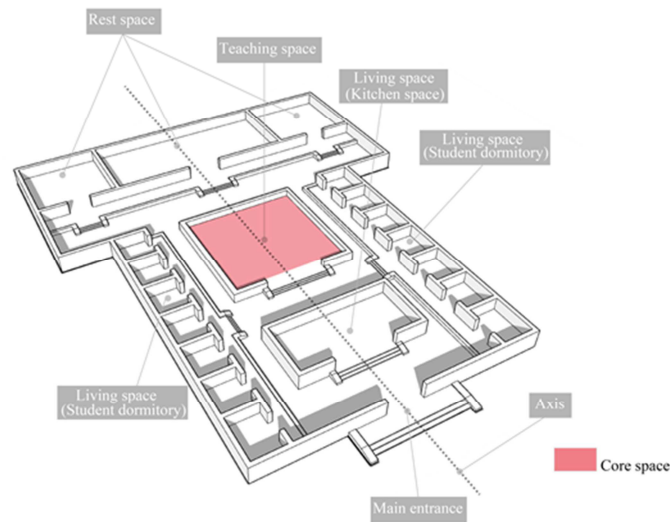 Rest space
Teaching space
Living space
(Kitchen space)
Living space
(Student dormitory)
Living space
(Student dormitory)
Axis
Core space
Main entrance